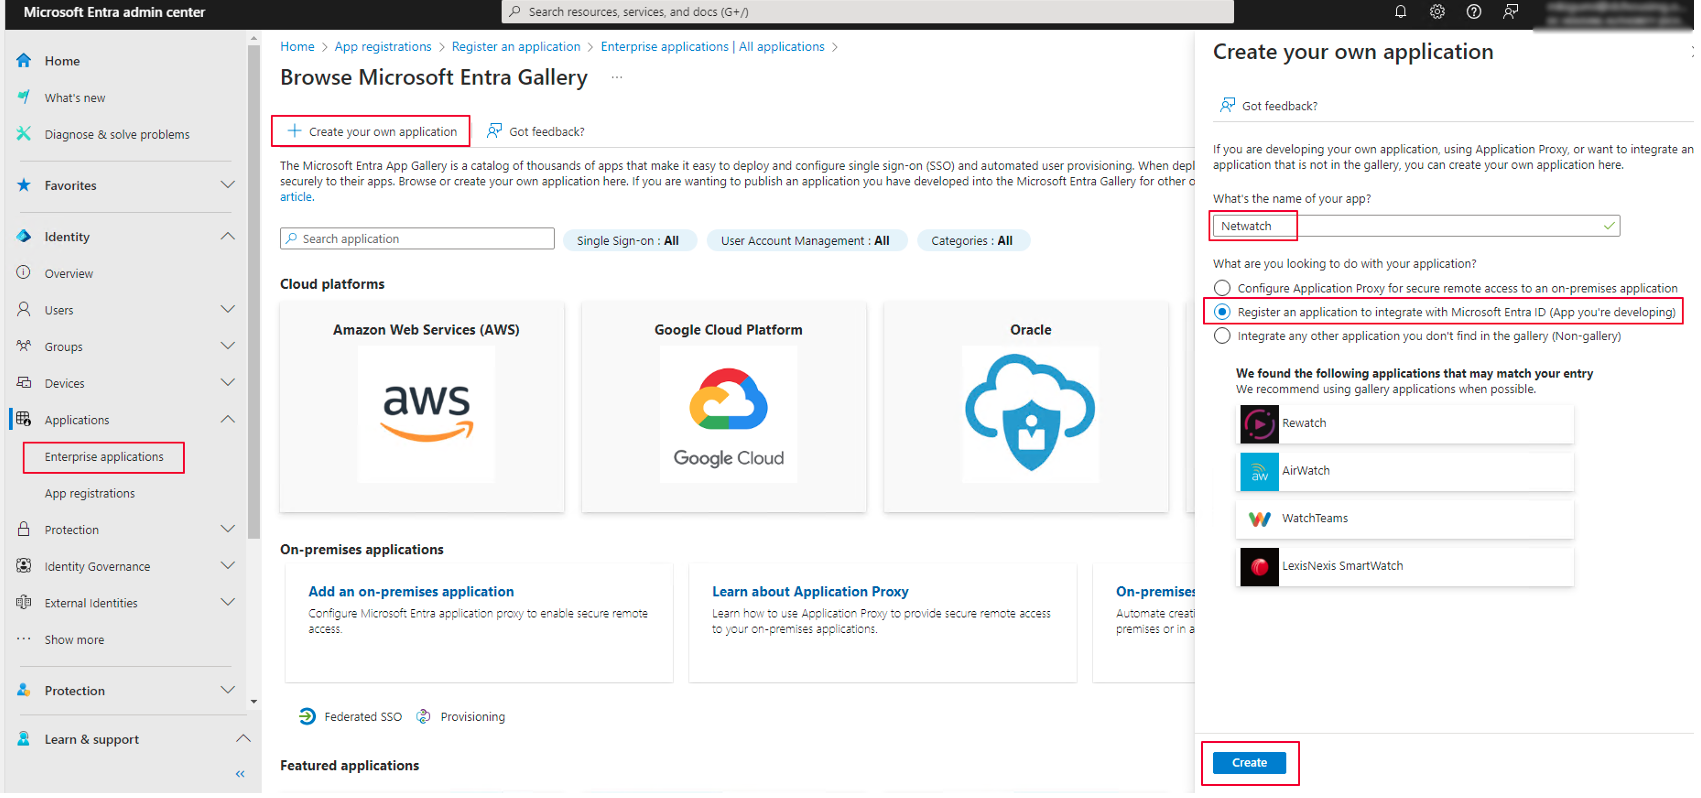 Microsoft Entra admin center
Search resources, services, and docs (G+/)
Home
What's new
Diagnose & solve problems
Favorites
Identity
Overview
Users
Groups
Devices
Applications
Enterprise applications
App registrations
Protection
Identity Governance
External Identities
Show more
Protection
Learn & support
Home > App registrations > Register an application > Enterprise applications | All applications >
Browse Microsoft Entra Gallery ...
Create your own application
Got feedback?
The Microsoft Entra App Gallery is a catalog of thousands of apps that make it easy to deploy and configure single sign-on (SSO) and automated user provisioning. When depl
securely to their apps. Browse or create your own application here. If you are wanting to publish an application you have developed into the Microsoft Entra Gallery for other o
article.
Search application
Single Sign-on : All
User Account Management : All
Categories : All
Cloud platforms
Amazon Web Services (AWS)
aws
Google Cloud Platform
Google Cloud
Oracle
On-premises applications
Add an on-premises application
Configure Microsoft Entra application proxy to enable secure remote
access.
Learn about Application Proxy
Learn how to use Application Proxy to provide secure remote access
to your on-premises applications.
On-premises
Automate creati
premises or in a
Federated SSO
Provisioning
Featured applications
Create your own application
Got feedback?
If you are developing your own application, using Application Proxy, or want to integrate an
application that is not in the gallery, you can create your own application here.
What's the name of your app?
Netwatch
What are you looking to do with your application?
Configure Application Proxy for secure remote access to an on-premises application
Register an application to integrate with Microsoft Entra ID (App you're developing)
Integrate any other application you don't find in the gallery (Non-gallery)
We found the following applications that may match your entry
We recommend using gallery applications when possible.
Rewatch
aw
AirWatch
WatchTeams
LexisNexis SmartWatch
Create